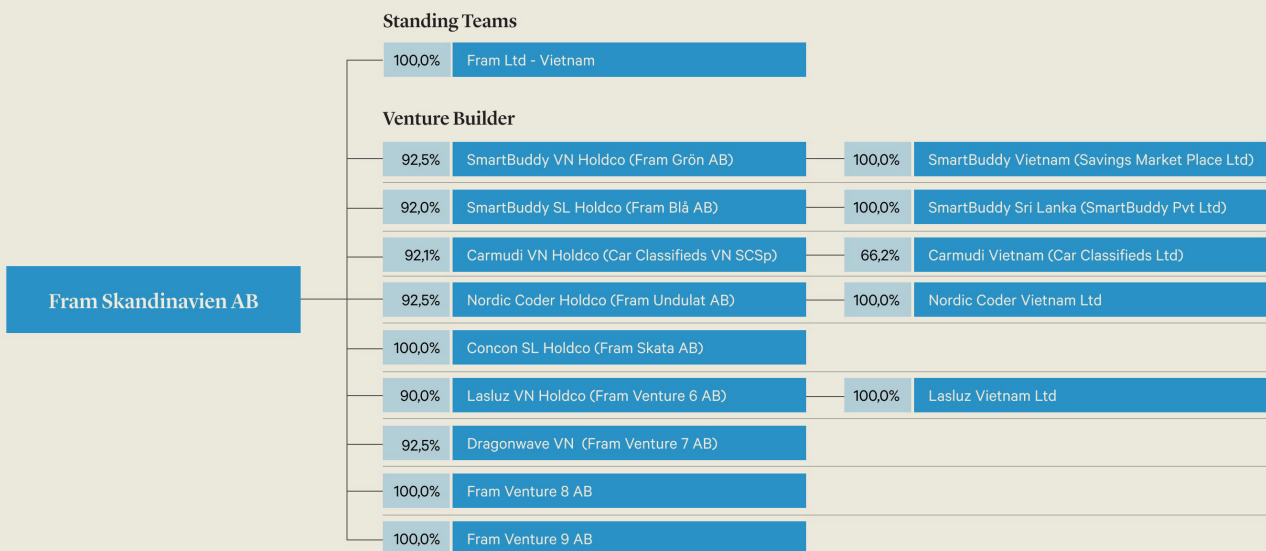 Standing Teams
100,0% Fram Ltd - Vietnam
Venture Builder
92,5% SmartBuddy VN Holdco (Fram Grön AB) 100,0% SmartBuddy Vietnam (Savings Market Place Ltd)
92,0% SmartBuddy SL Holdco (Fram Blå AB) 100,0% SmartBuddy Sri Lanka (SmartBuddy Pvt Ltd)
92,1% Carmudi VN Holdco (Car Classifieds VN SCSp) 66,2% Carmudi Vietnam (Car Classifieds Ltd)
Fram Skandinavien AB
92,5% Nordic Coder Holdco (Fram Undulat AB) 100,0% Nordic Coder Vietnam Ltd
100,0% Concon SL Holdco (Fram Skata AB)
90,0% Lasluz VN Holdco (Fram Venture 6 AB) 100,0% Lasluz Vietnam Ltd
92,5% Dragonwave VN (Fram Venture 7 AB)
100,0% Fram Venture 8 AB
100,0% Fram Venture 9 AB